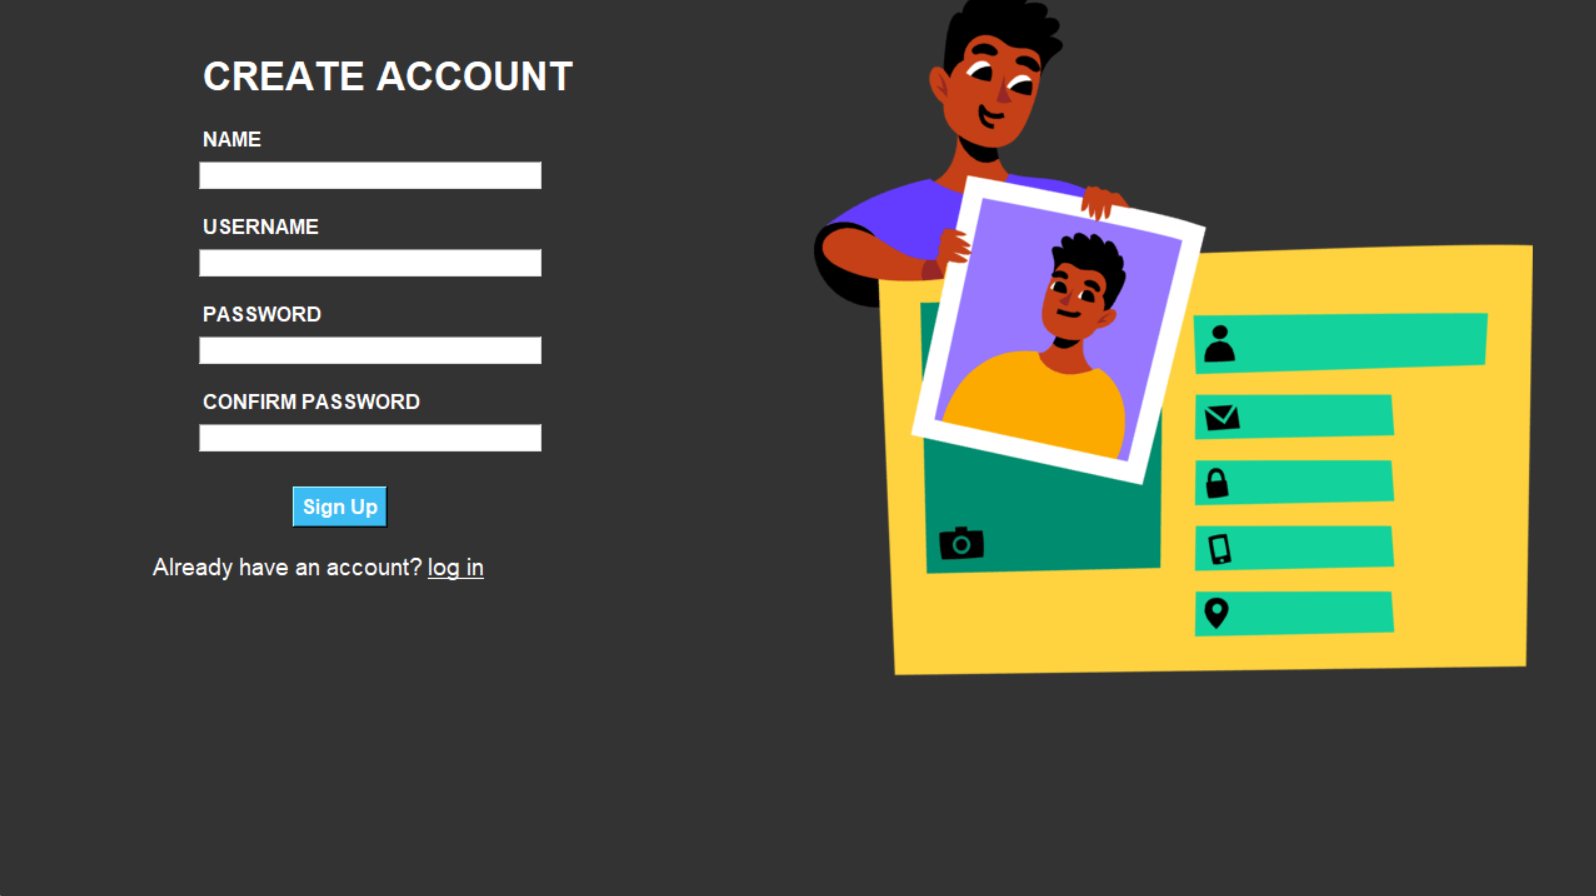 CREATE ACCOUNT
NAME
USERNAME
PASSWORD
CONFIRM PASSWORD
Sign Up
Already have an account? log in